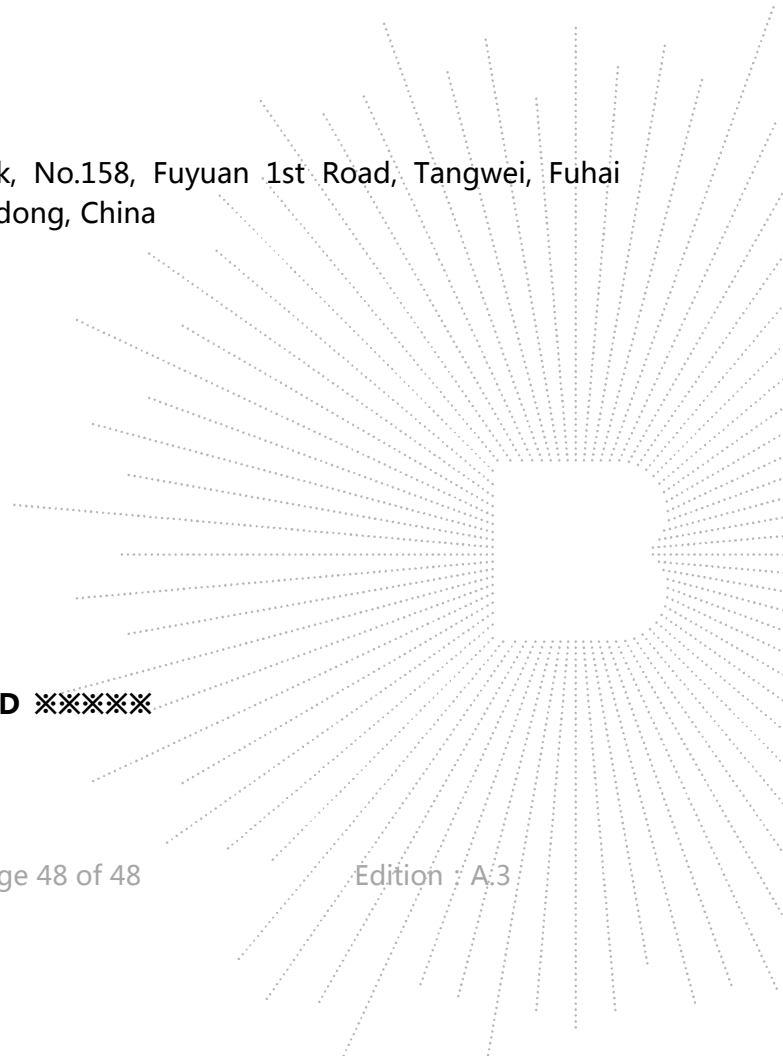 k, No.158, Fuyuan 1st Road, Tangwei, Fuhai
dong, China
D ※※※※※
ge 48 of 48 Edition : A.3